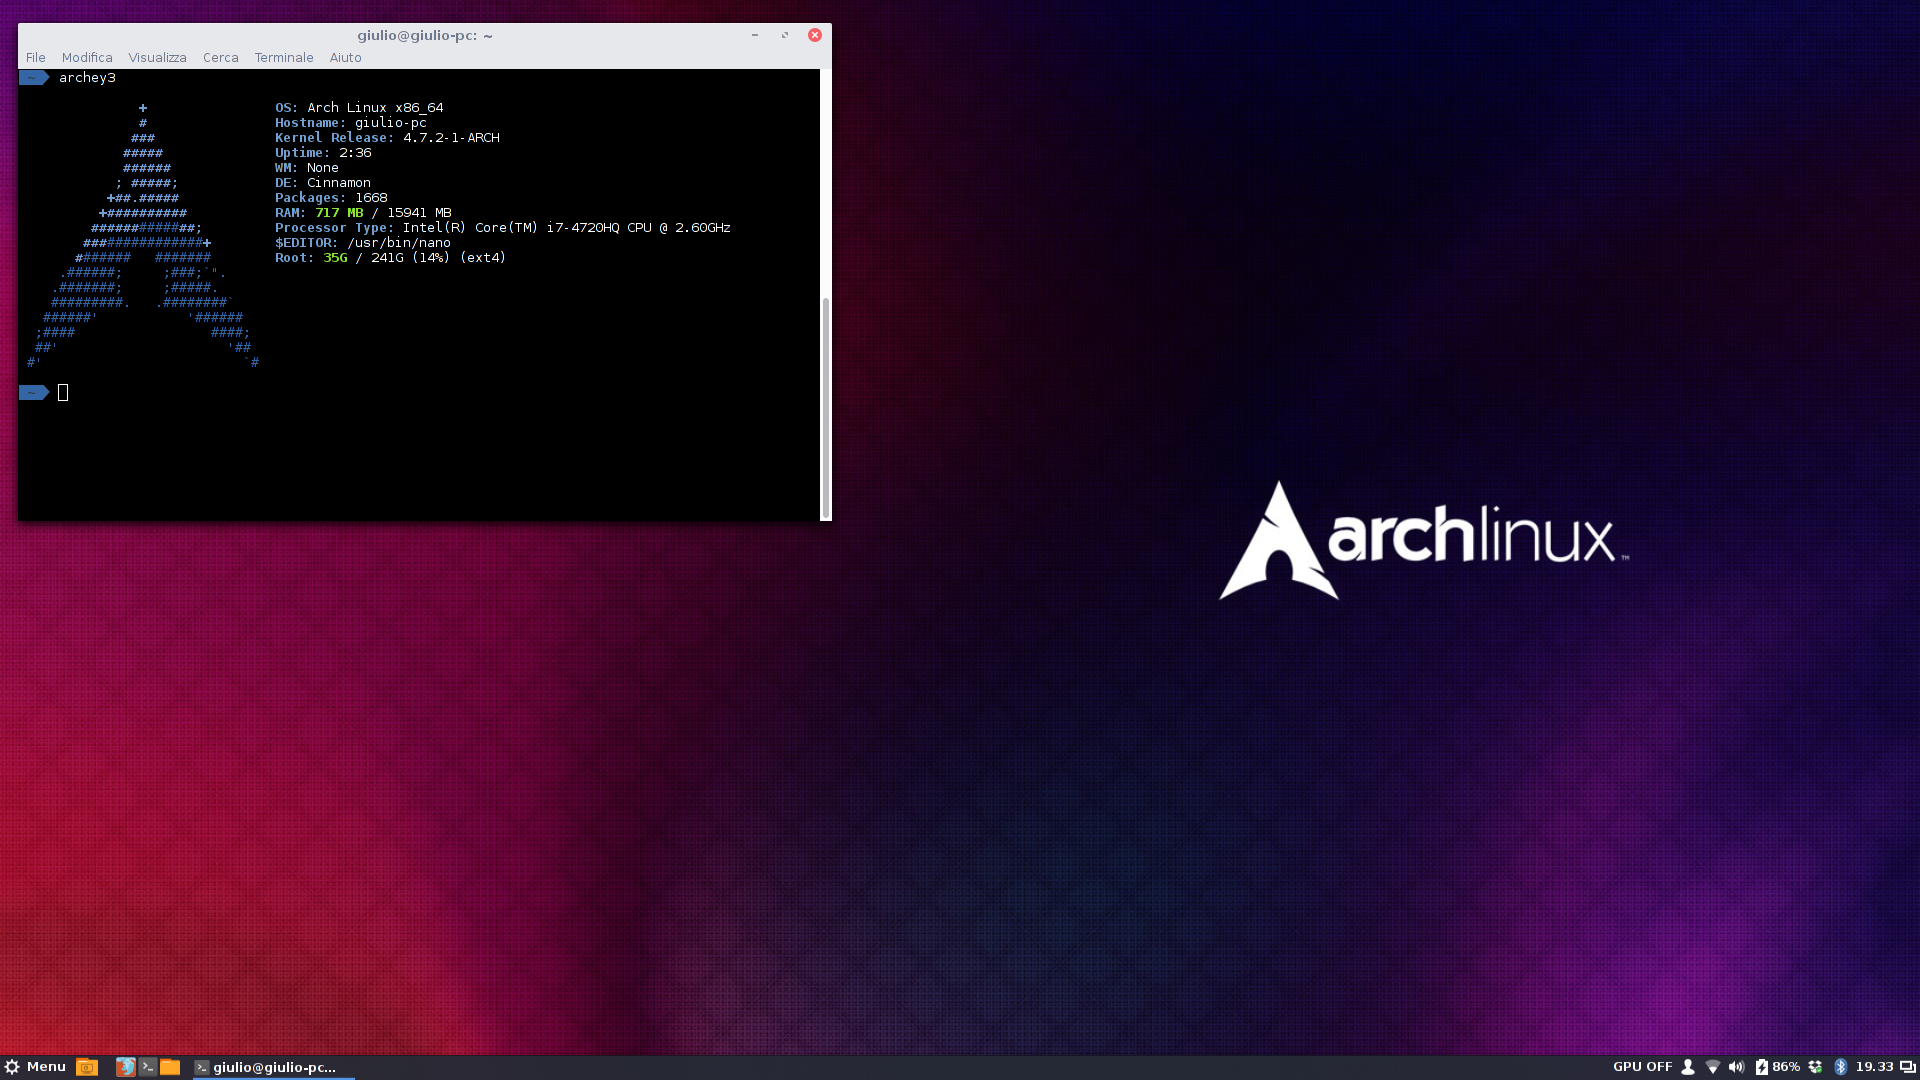 giulio@giulio-pc: ~
File Modifica Visualizza Cerca Terminale Aiuto
~ archey3
+ OS: Arch Linux x86_64
# Hostname: giulio-pc
### Kernel Release: 4.7.2-1-ARCH
##### Uptime: 2:36
###### WM: None
; #####; DE: Cinnamon
+##.##### Packages: 1668
+########## RAM: 717 MB / 15941 MB
#############; Processor Type: Intel(R) Core(TM) i7-4720HQ CPU @ 2.60GHz
###############+ $EDITOR: /usr/bin/nano
####### ####### Root: 35G / 241G (14%) (ext4)
.######; ;###;`".
.#######; ;#####.
#########. .########`
######' '######
;#### ####;
##' '##
#' `#
~
archlinux ™
Menu giulio@giulio-pc... GPU OFF 86% 19.33